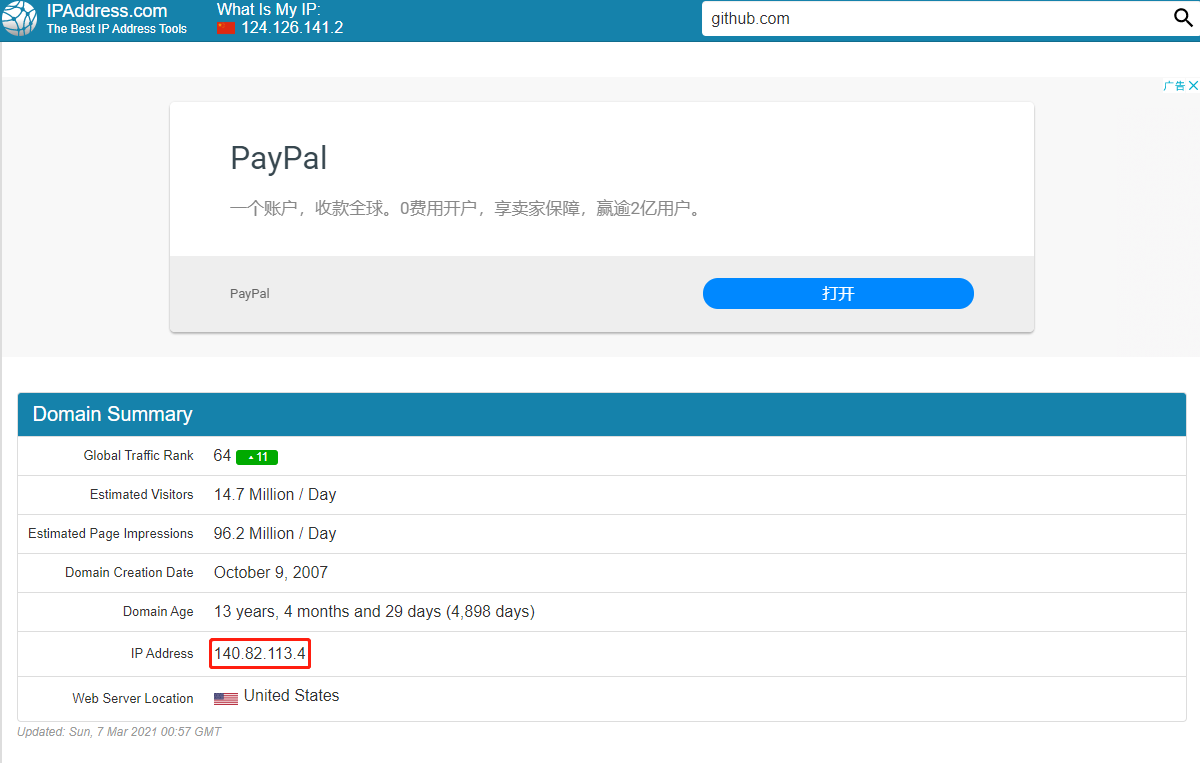 IPAddress.com
The Best IP Address Tools
What Is My IP:
124.126.141.2
github.com
广告
PayPal
一个账户，收款全球。0费用开户，享卖家保障，赢逾2亿用户。
PayPal
打开
Domain Summary
Global Traffic Rank 64 11
Estimated Visitors 14.7 Million / Day
Estimated Page Impressions 96.2 Million / Day
Domain Creation Date October 9, 2007
Domain Age 13 years, 4 months and 29 days (4,898 days)
IP Address 140.82.113.4
Web Server Location United States
Updated: Sun, 7 Mar 2021 00:57 GMT